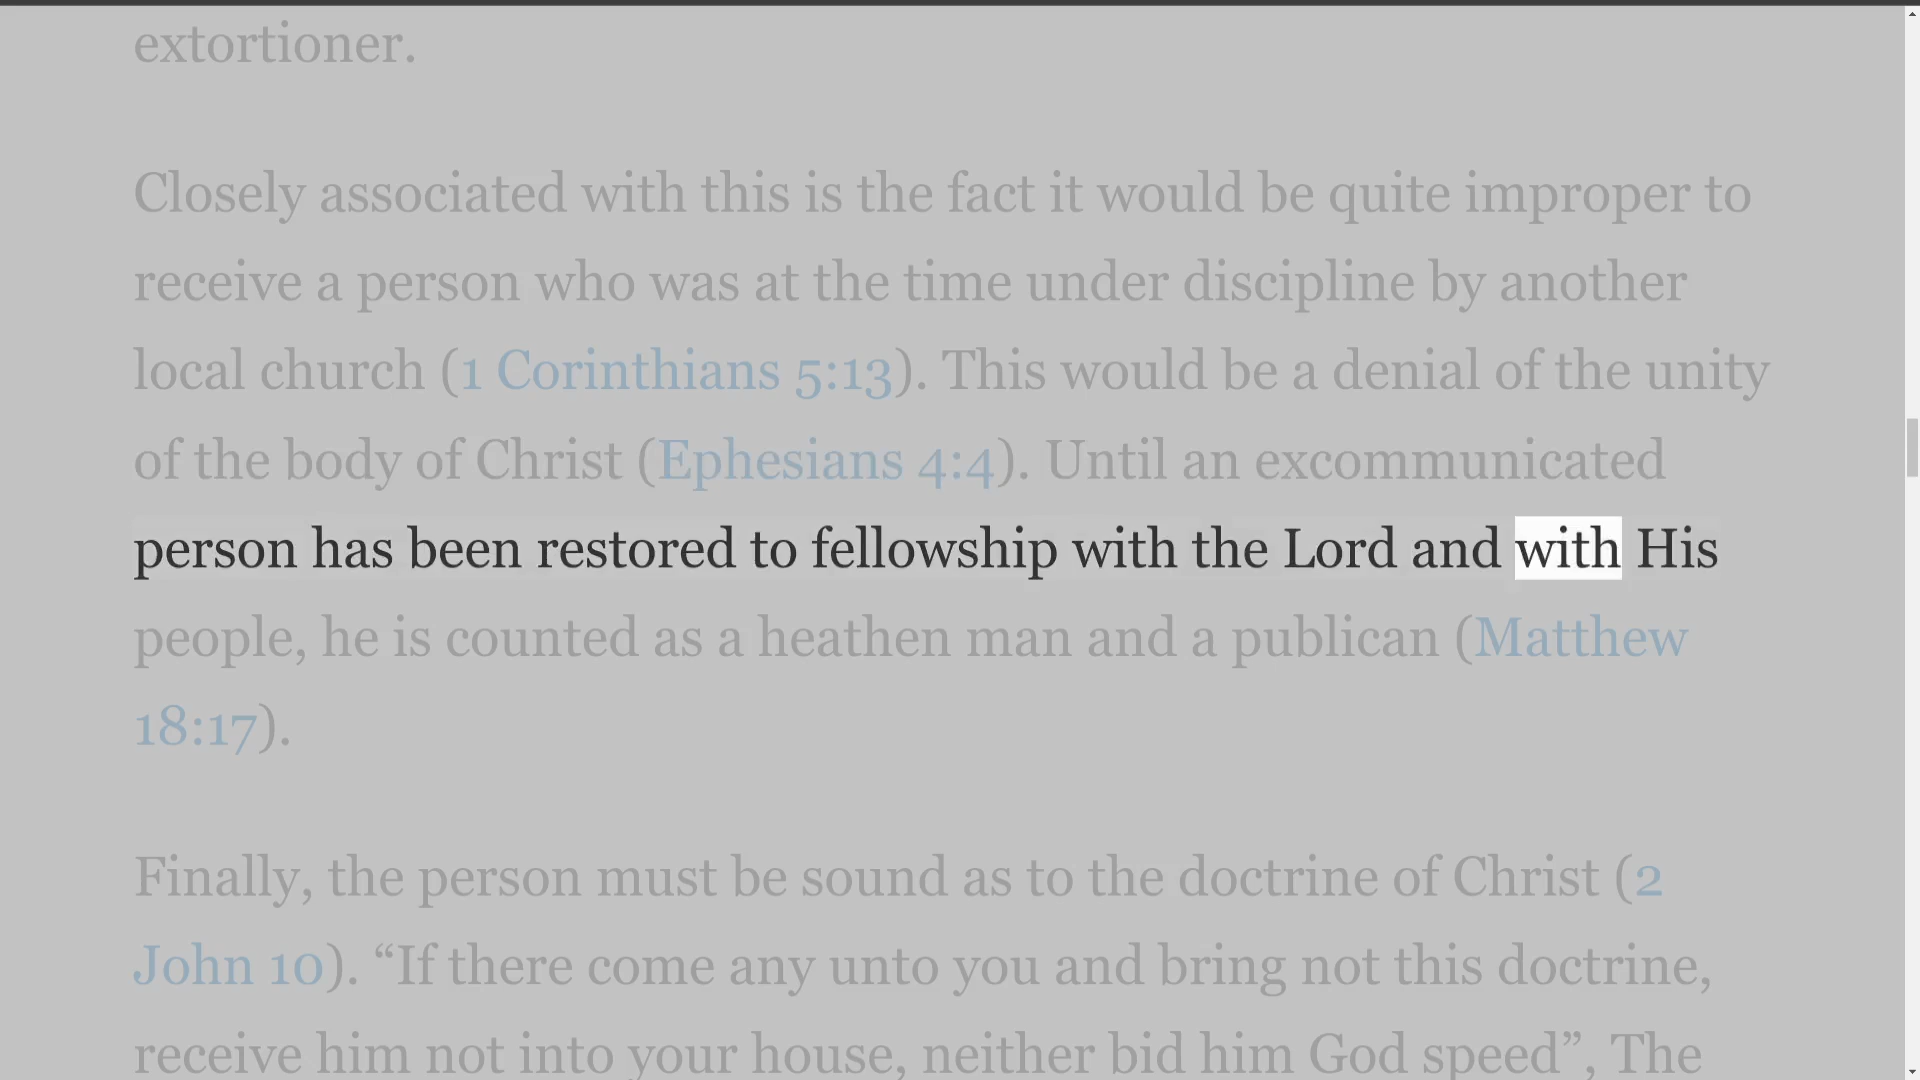 extortioner.
Closely associated with this is the fact it would be quite improper to
receive a person who was at the time under discipline by another
local church (1 Corinthians 5:13). This would be a denial of the unity
of the body of Christ (Ephesians 4:4). Until an excommunicated
person has been restored to fellowship with the Lord and with His
people, he is counted as a heathen man and a publican (Matthew
18:17).
Finally, the person must be sound as to the doctrine of Christ (2
John 10). “If there come any unto you and bring not this doctrine,
receive him not into your house, neither bid him God speed”, The